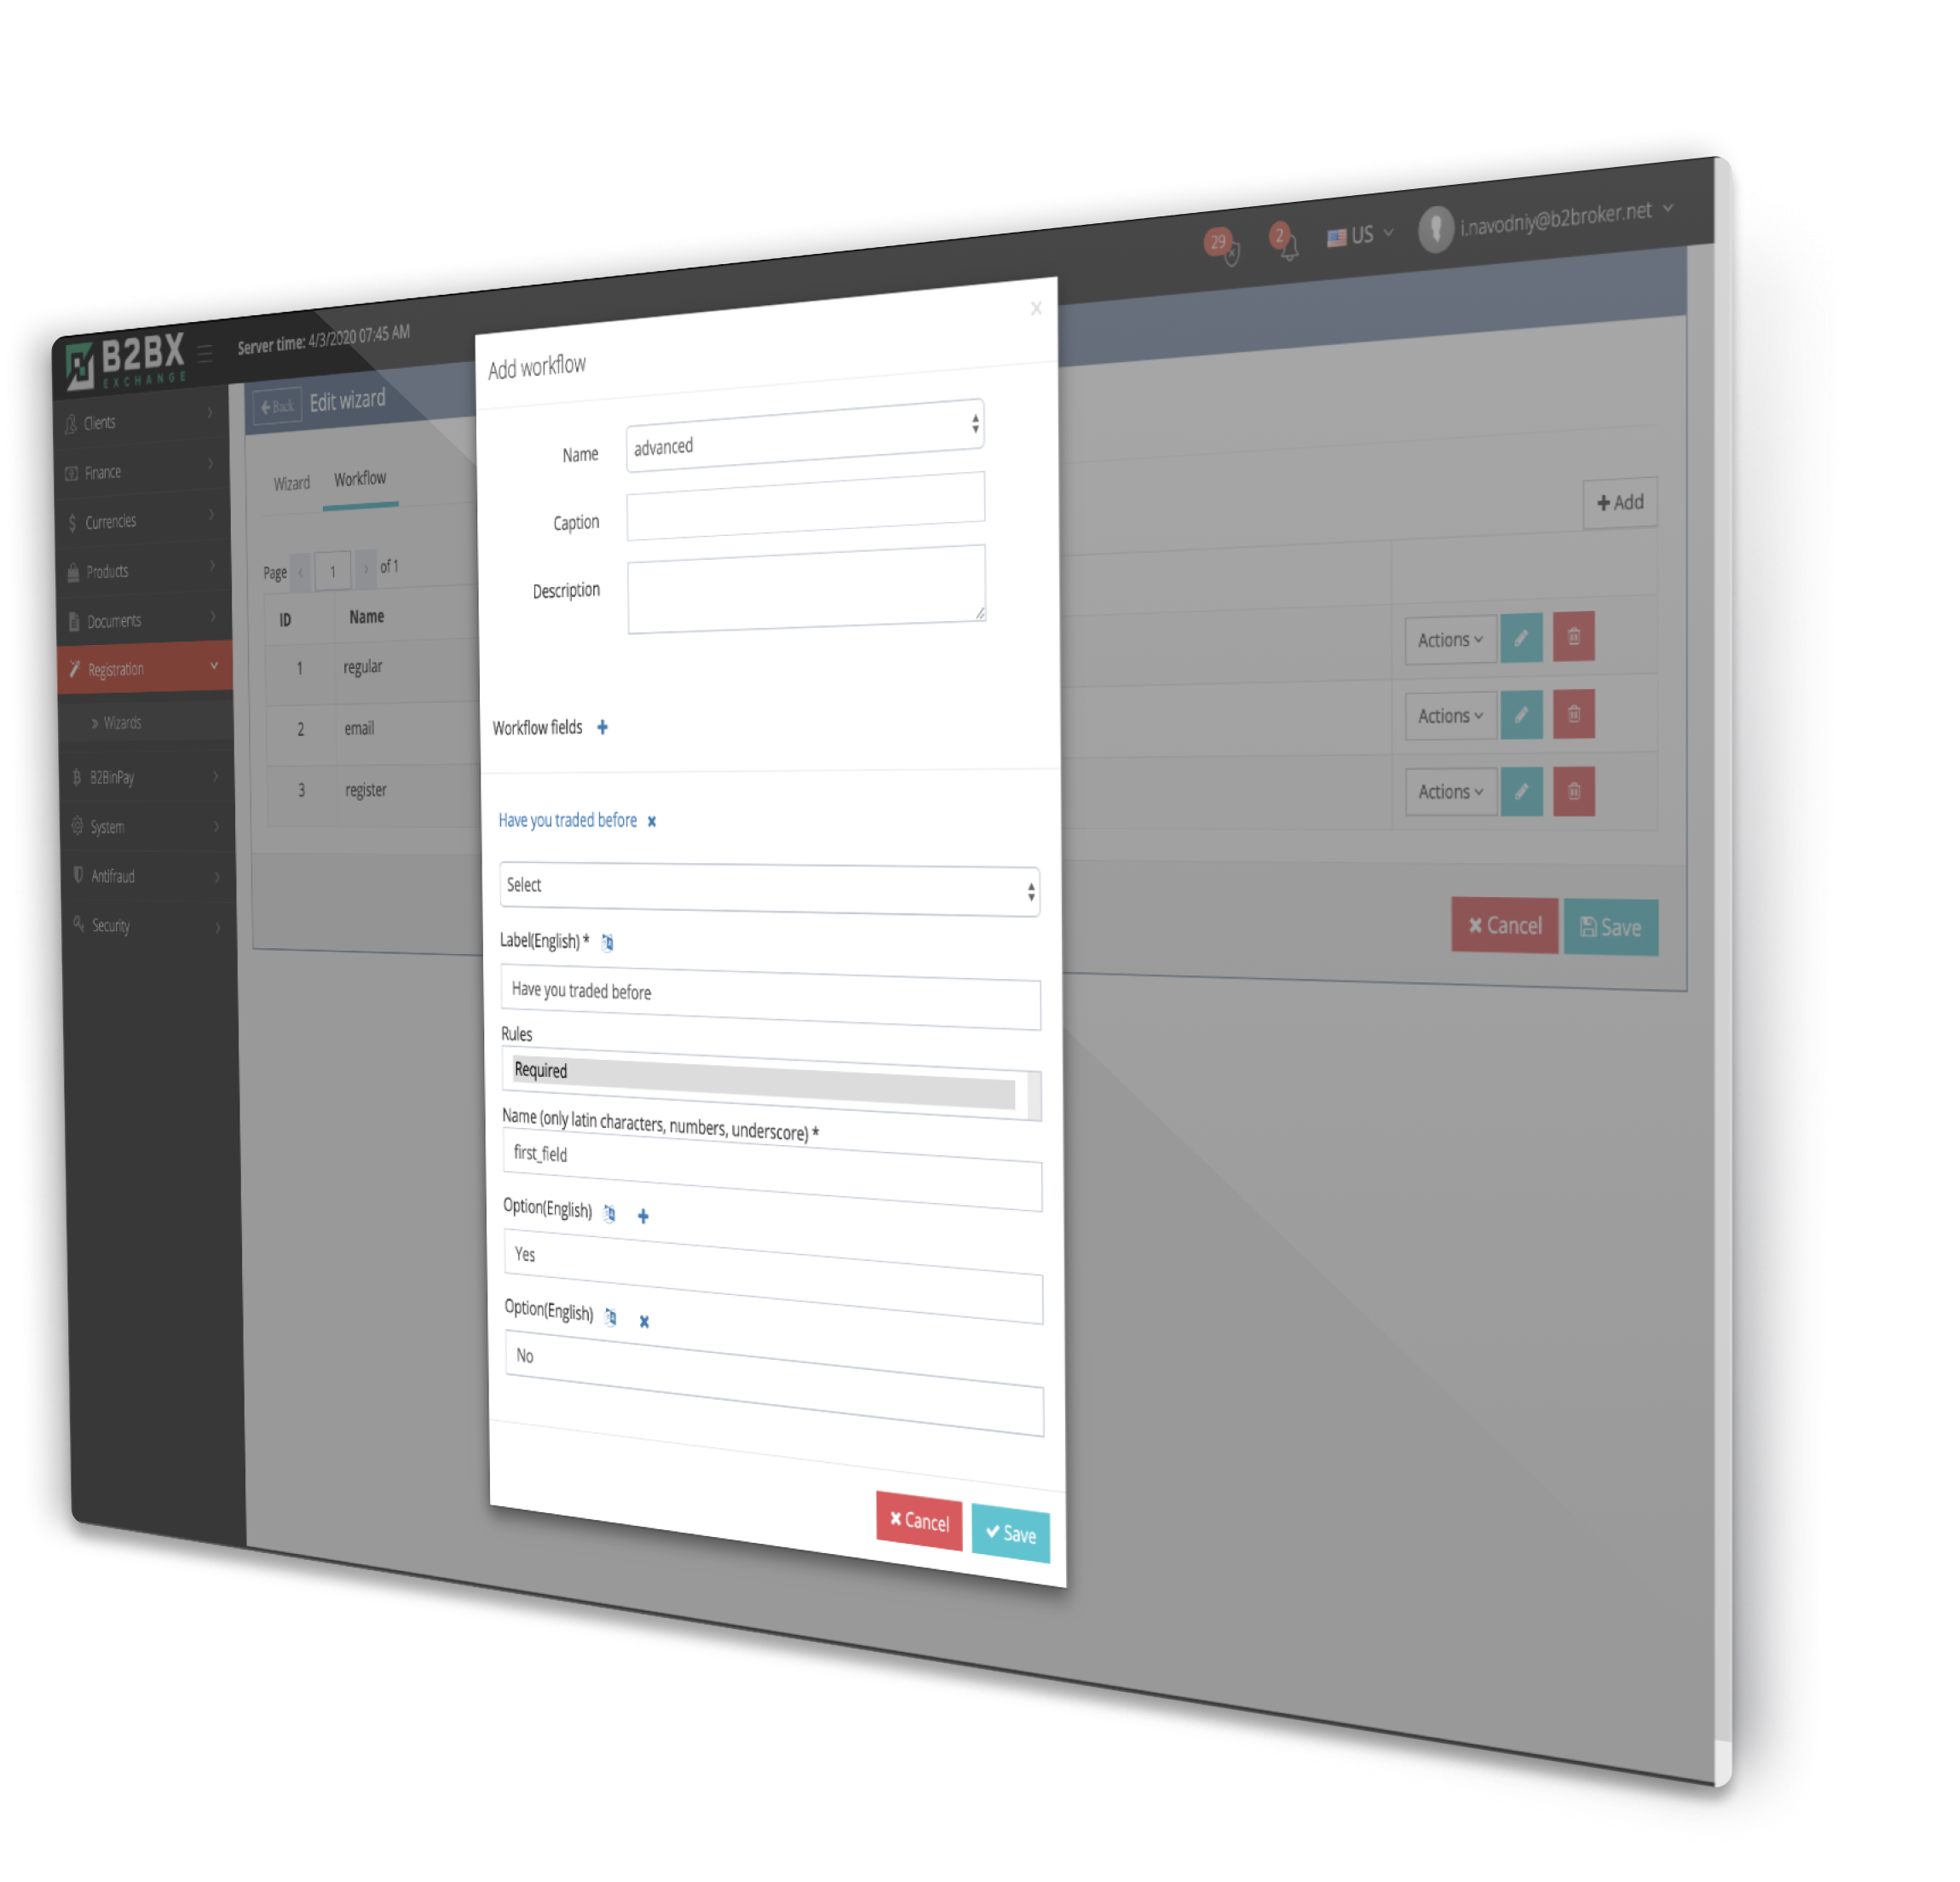 B2BX
EXCHANGE
Server time: 4/3/2020 07:45 AM
29
2
US
i.navodniy@b2broker.net
Clients
Finance
Currencies
Products
Documents
Registration
Wizards
B2BinPay
System
Antifraud
Security
Back
Edit wizard
Wizard
Workflow
+ Add
Page 1 of 1
ID Name
1 regular
2 email
3 register
Actions
Actions
Actions
Cancel
Save
Add workflow
x
Name
advanced
Caption
Description
Workflow fields +
Have you traded before x
Select
Label(English) *
Have you traded before
Rules
Required
Name (only latin characters, numbers, underscore) *
first_field
Option(English) +
Yes
Option(English) x
No
Cancel
Save